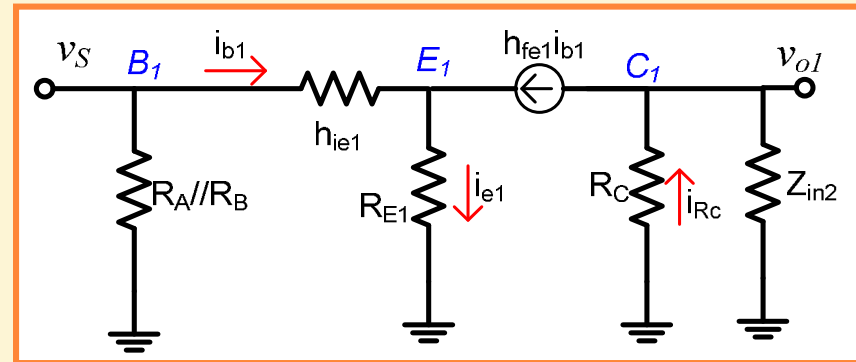 v_S
B_1
i_b1
h_ie1
E_1
h_fe1 i_b1
C_1
v_o1
R_A//R_B
R_E1
i_e1
R_C
i_Rc
Z_in2